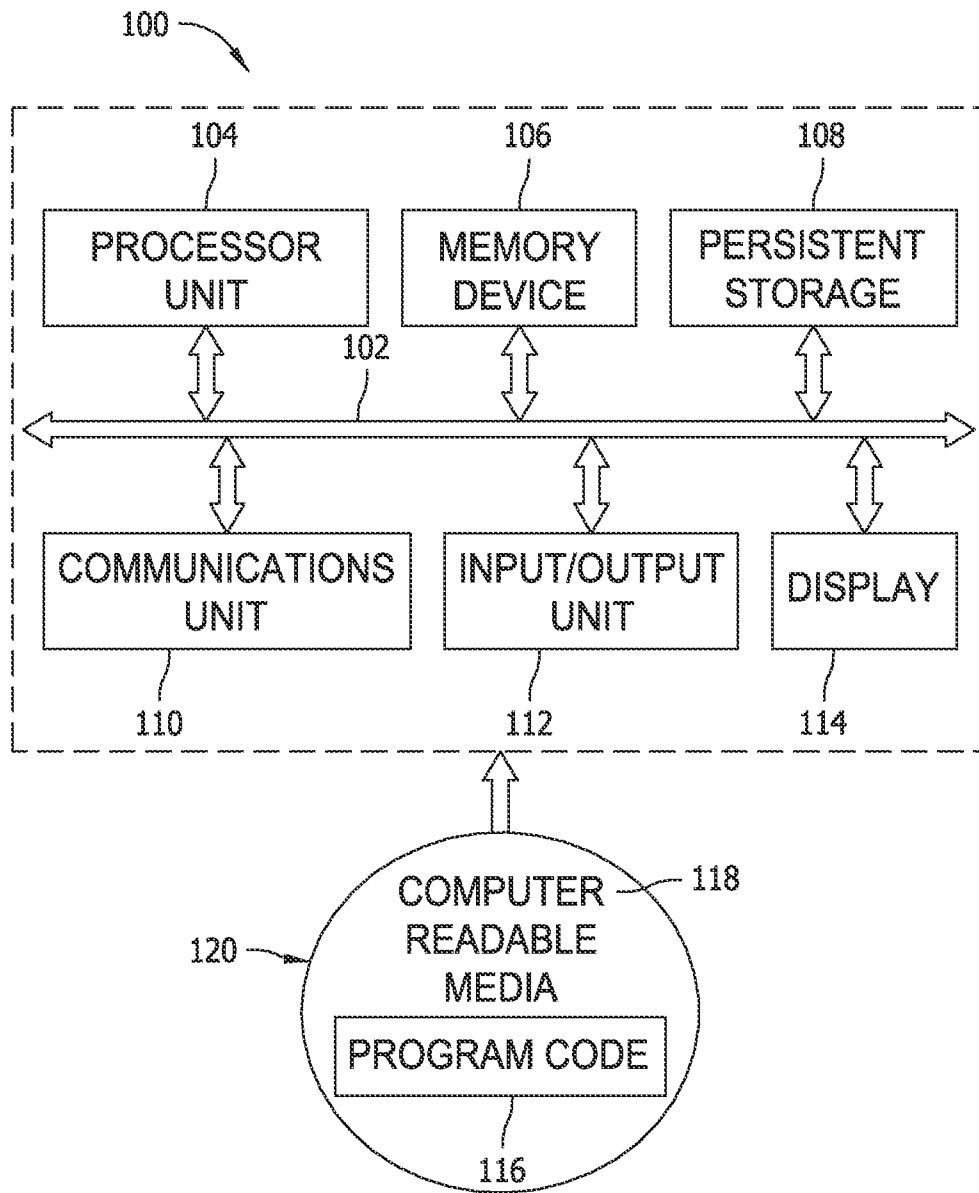 100
104
106
108
PROCESSOR
UNIT
MEMORY
DEVICE
PERSISTENT
STORAGE
102
COMMUNICATIONS
UNIT
INPUT/OUTPUT
UNIT
DISPLAY
110
112
114
COMPUTER
READABLE
MEDIA
118
120
PROGRAM CODE
116